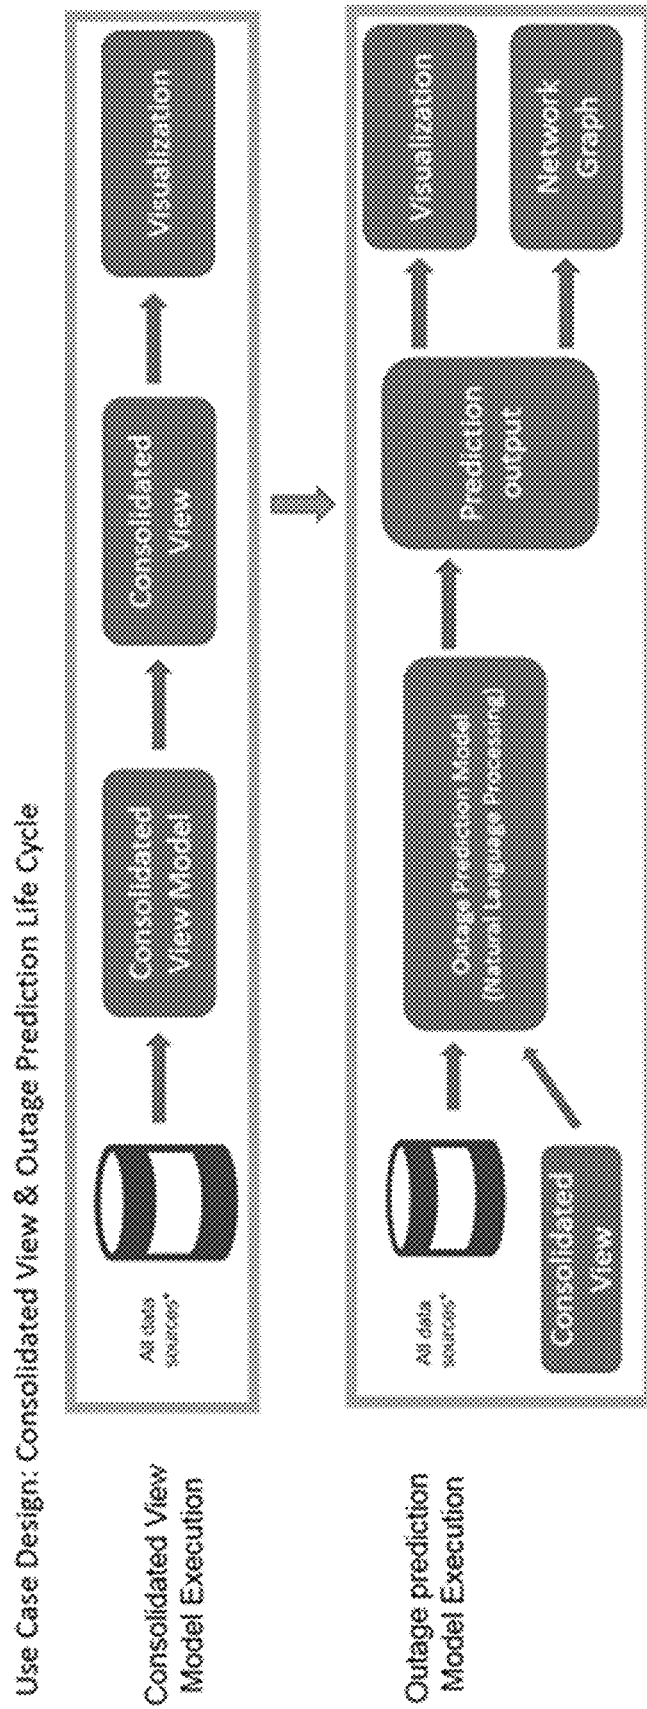 Use Case Design: Consolidated View & Outage Prediction Life Cycle
Consolidated View
Model Execution
All data
sources*
Consolidated
View Model
Consolidated
View
Visualization
Outage prediction
Model Execution
All data
sources*
Consolidated
View
Outage Prediction Model
(Natural Language Processing)
Prediction
output
Visualization
Network
Graph